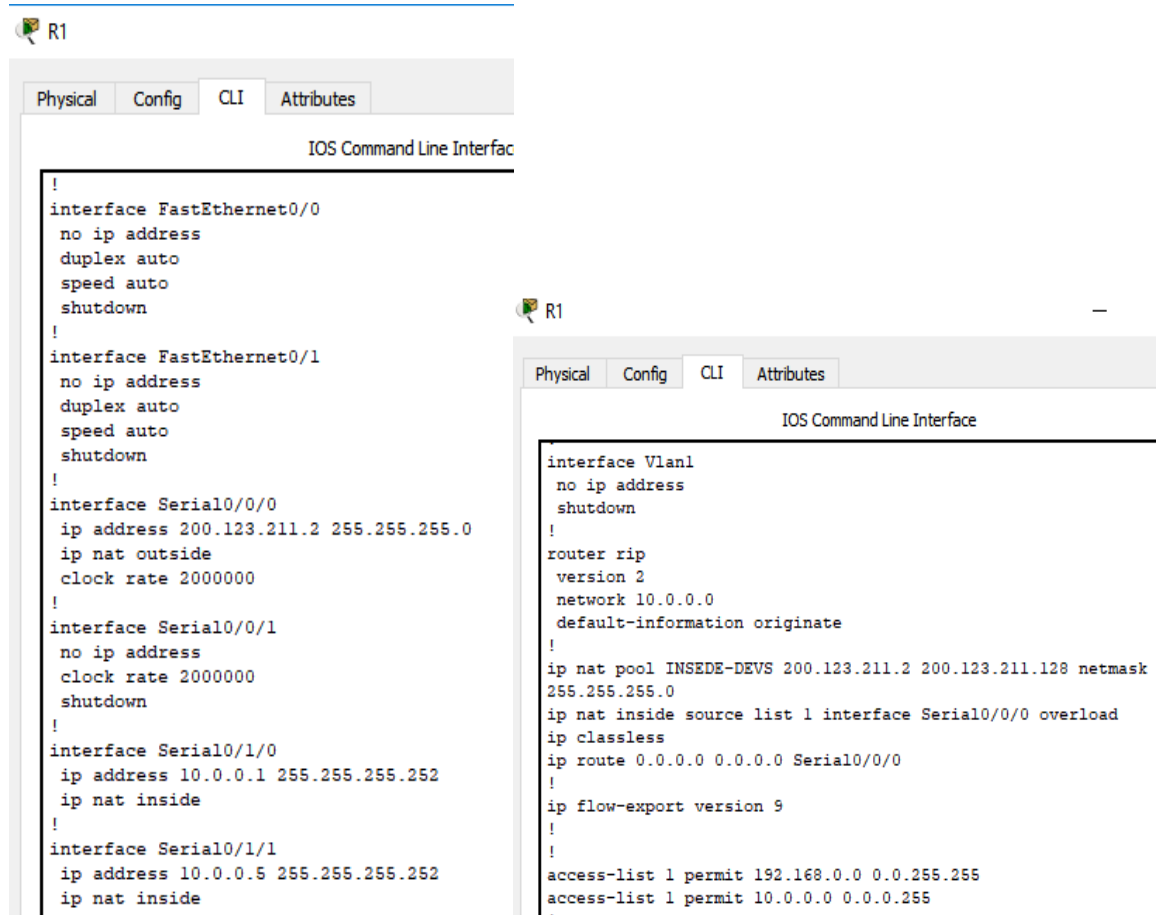 R1
Physical Config CLI Attributes
IOS Command Line Interfac
!
interface FastEthernet0/0
no ip address
duplex auto
speed auto
shutdown
!
interface FastEthernet0/1
no ip address
duplex auto
speed auto
shutdown
!
interface Serial0/0/0
ip address 200.123.211.2 255.255.255.0
ip nat outside
clock rate 2000000
!
interface Serial0/0/1
no ip address
clock rate 2000000
shutdown
!
interface Serial0/1/0
ip address 10.0.0.1 255.255.255.252
ip nat inside
!
interface Serial0/1/1
ip address 10.0.0.5 255.255.255.252
ip nat inside
R1
Physical Config CLI Attributes
IOS Command Line Interface
interface Vlan1
no ip address
shutdown
!
router rip
version 2
network 10.0.0.0
default-information originate
!
ip nat pool INSEDE-DEVS 200.123.211.2 200.123.211.128 netmask
255.255.255.0
ip nat inside source list 1 interface Serial0/0/0 overload
ip classless
ip route 0.0.0.0 0.0.0.0 Serial0/0/0
!
ip flow-export version 9
!
!
access-list 1 permit 192.168.0.0 0.0.255.255
access-list 1 permit 10.0.0.0 0.0.0.255